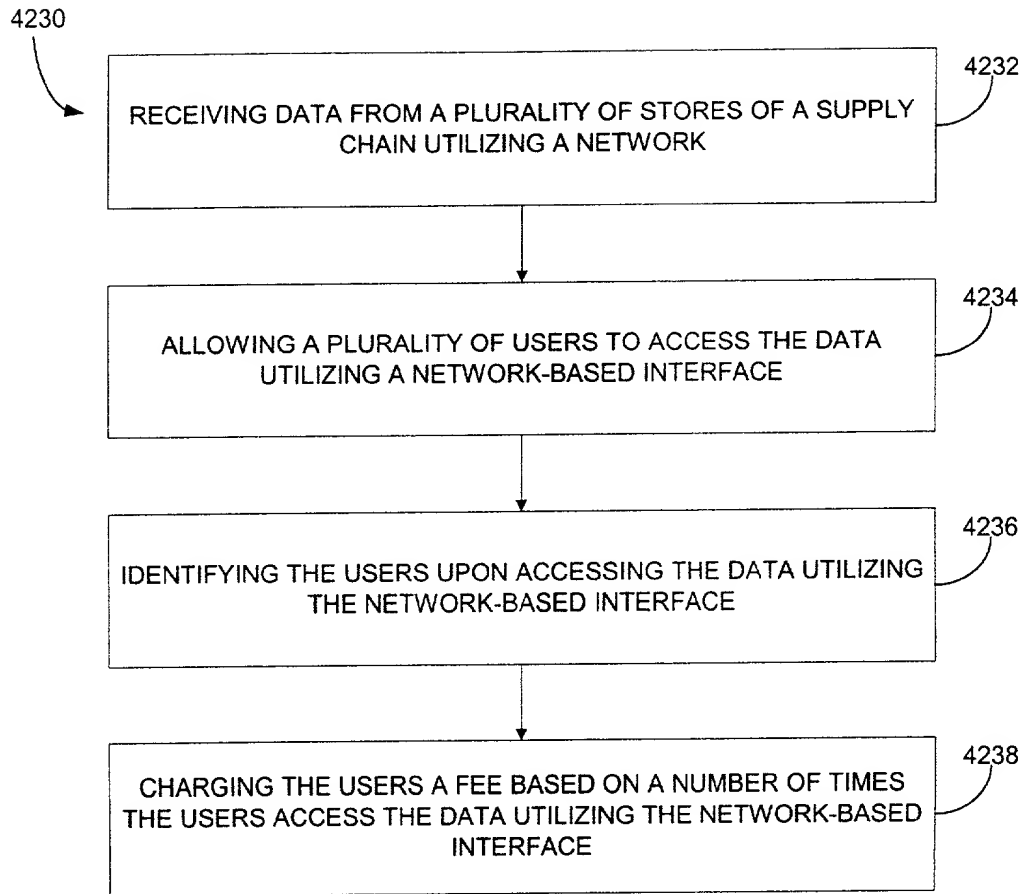 4230
4232
RECEIVING DATA FROM A PLURALITY OF STORES OF A SUPPLY
CHAIN UTILIZING A NETWORK
4234
ALLOWING A PLURALITY OF USERS TO ACCESS THE DATA
UTILIZING A NETWORK-BASED INTERFACE
4236
IDENTIFYING THE USERS UPON ACCESSING THE DATA UTILIZING
THE NETWORK-BASED INTERFACE
4238
CHARGING THE USERS A FEE BASED ON A NUMBER OF TIMES
THE USERS ACCESS THE DATA UTILIZING THE NETWORK-BASED
INTERFACE